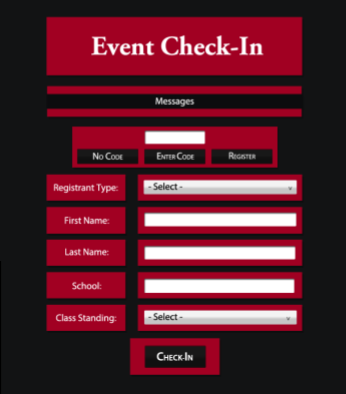 Event Check-In
Messages
No Code Enter Code Register
Registrant Type: - Select -
First Name:
Last Name:
School:
Class Standing: - Select -
Check-In